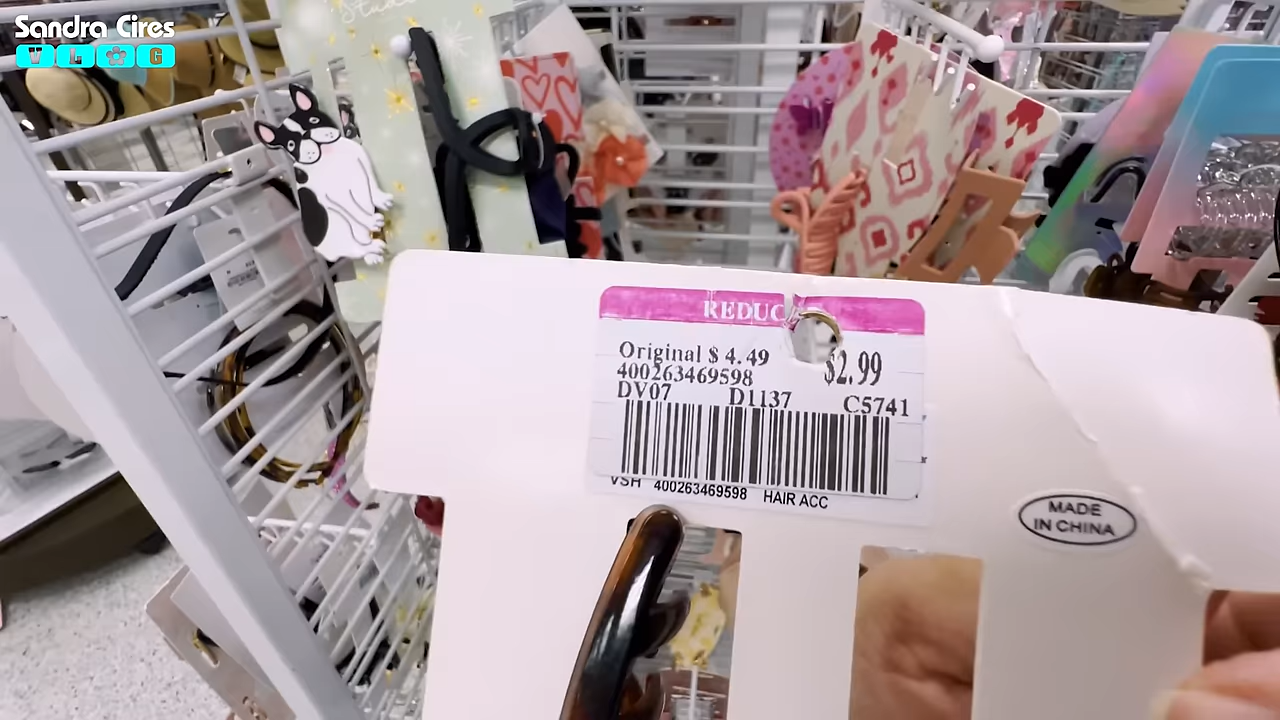 Sandra Cires
VLOG
REDUC
Original $ 4.49
$2.99
400263469598
DV07 D1137 C5741
VSH 400263469598 HAIR ACC
MADE
IN CHINA